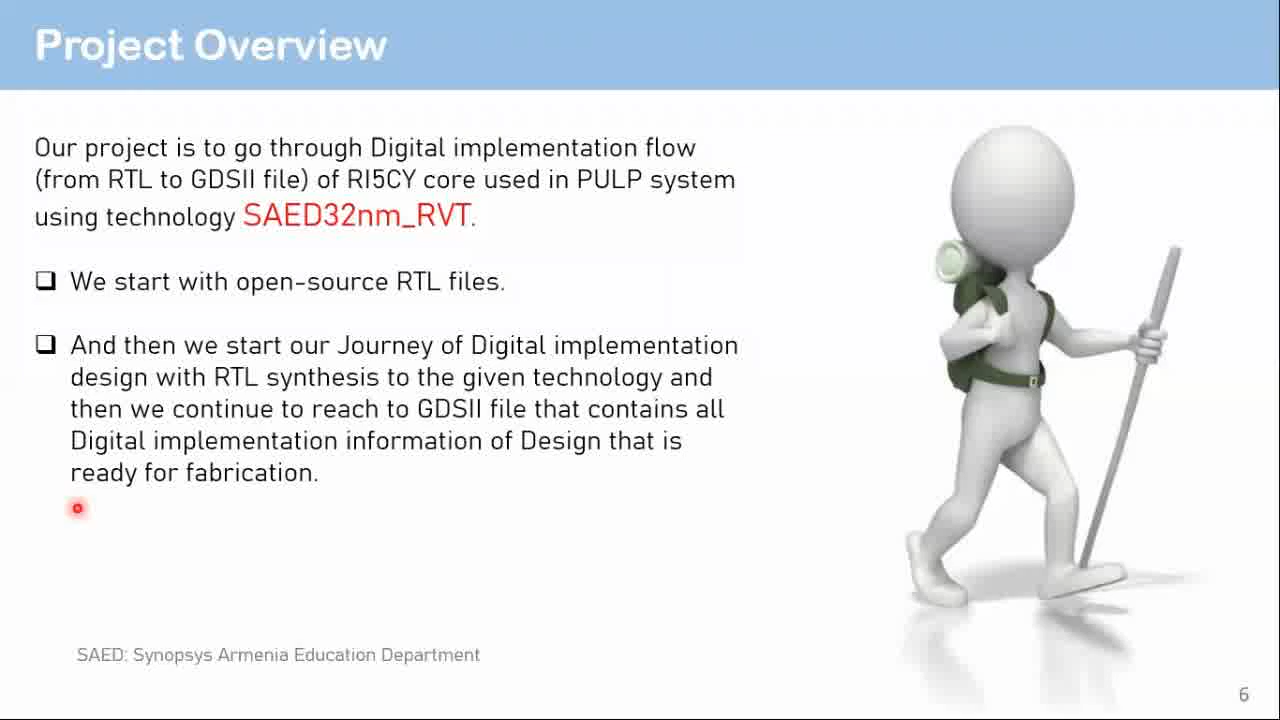 Project Overview
Our project is to go through Digital implementation flow
(from RTL to GDSII file) of RI5CY core used in PULP system
using technology SAED32nm_RVT.
We start with open-source RTL files.
And then we start our Journey of Digital implementation
design with RTL synthesis to the given technology and
then we continue to reach to GDSII file that contains all
Digital implementation information of Design that is
ready for fabrication.
SAED: Synopsys Armenia Education Department
6